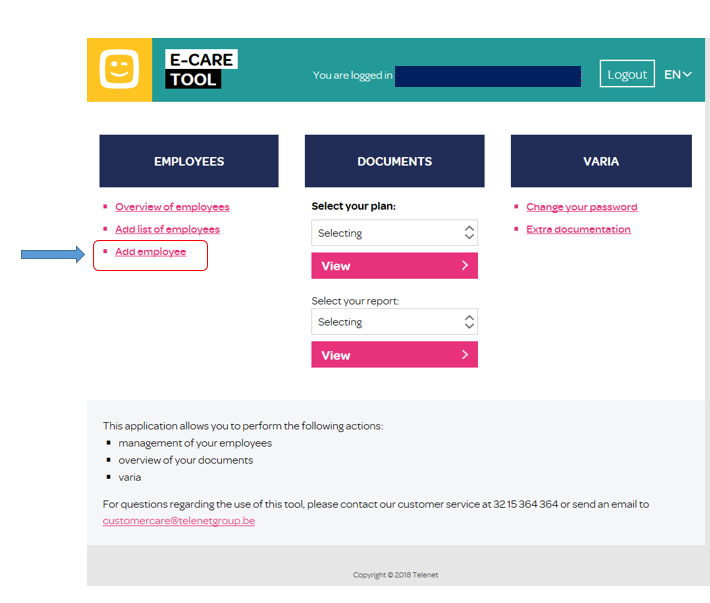 E-CARE
TOOL
You are logged in
Logout
EN
EMPLOYEES
Overview of employees
Add list of employees
Add employee
DOCUMENTS
Select your plan:
Selecting
View
Select your report:
Selecting
View
VARIA
Change your password
Extra documentation
This application allows you to perform the following actions:
management of your employees
overview of your documents
varia
For questions regarding the use of this tool, please contact our customer service at 32 15 364 364 or send an email to
customercare@telenetgroup.be
Copyright © 2018 Telenet